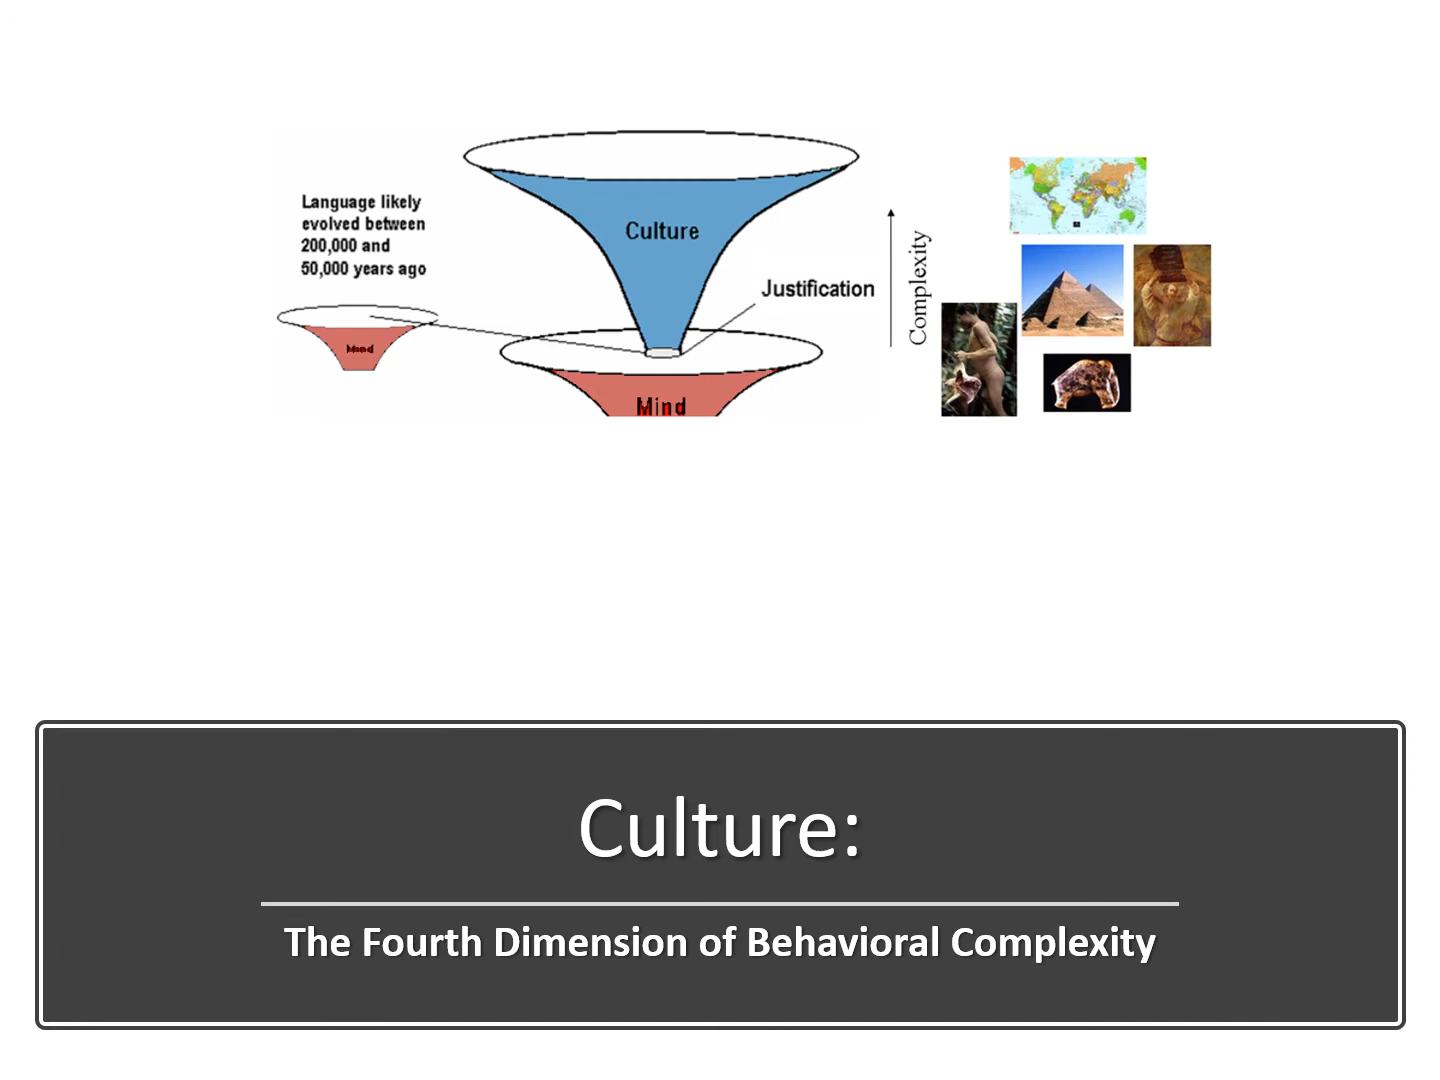 Language likely
evolved between
200,000 and
50,000 years ago
Mind
Culture
Justification
Mind
Complexity
Culture:
The Fourth Dimension of Behavioral Complexity